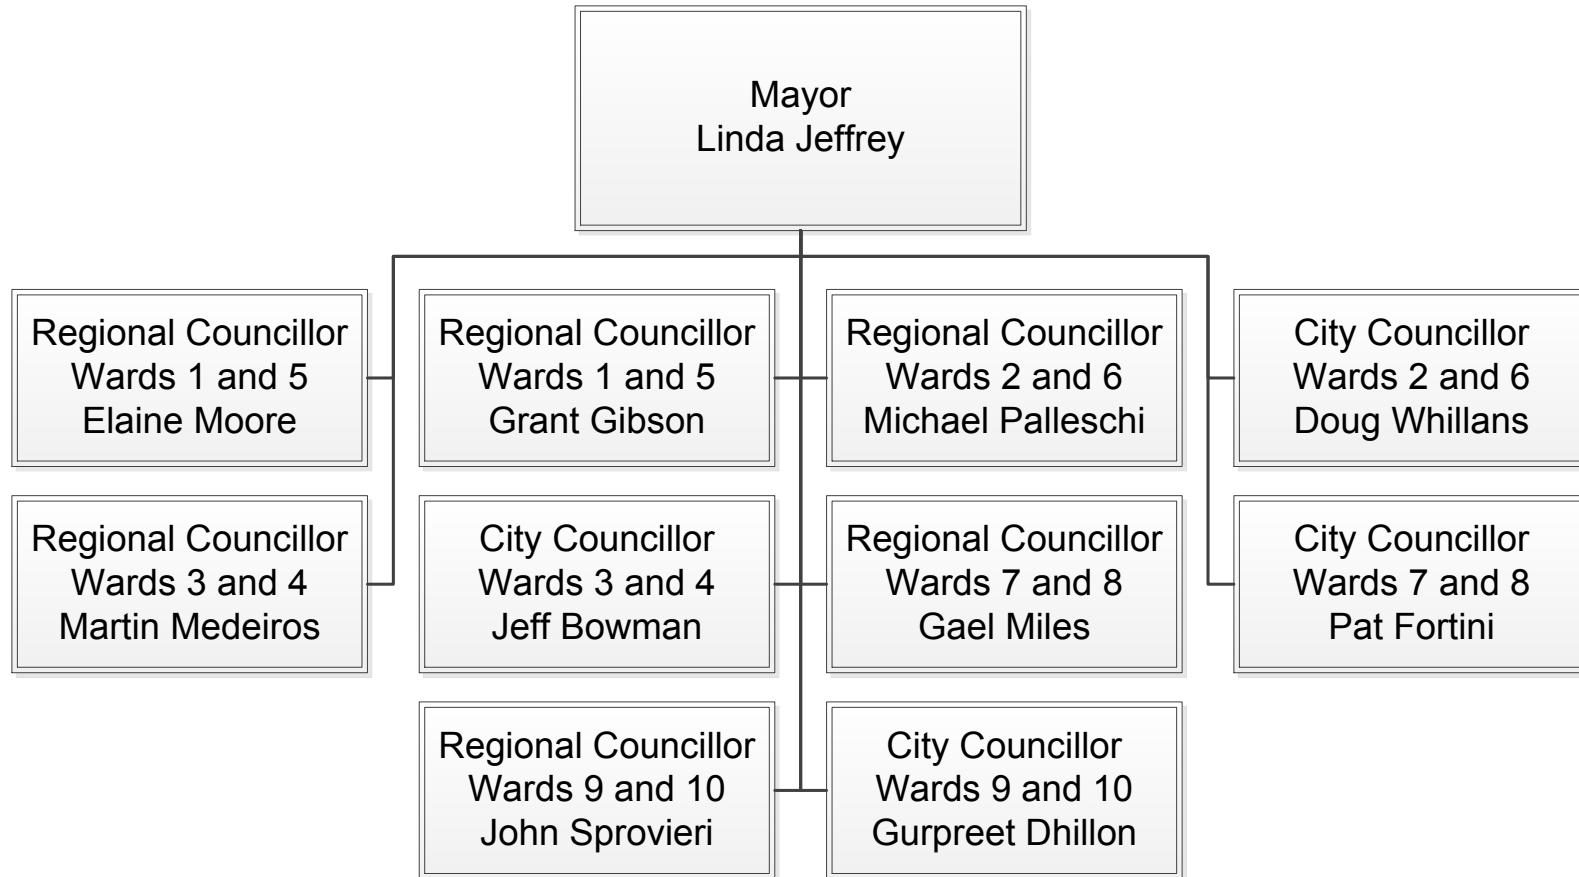 Mayor
Linda Jeffrey
Regional Councillor
Wards 1 and 5
Elaine Moore
Regional Councillor
Wards 1 and 5
Grant Gibson
Regional Councillor
Wards 2 and 6
Michael Palleschi
City Councillor
Wards 2 and 6
Doug Whillans
Regional Councillor
Wards 3 and 4
Martin Medeiros
City Councillor
Wards 3 and 4
Jeff Bowman
Regional Councillor
Wards 7 and 8
Gael Miles
City Councillor
Wards 7 and 8
Pat Fortini
Regional Councillor
Wards 9 and 10
John Sprovieri
City Councillor
Wards 9 and 10
Gurpreet Dhillon